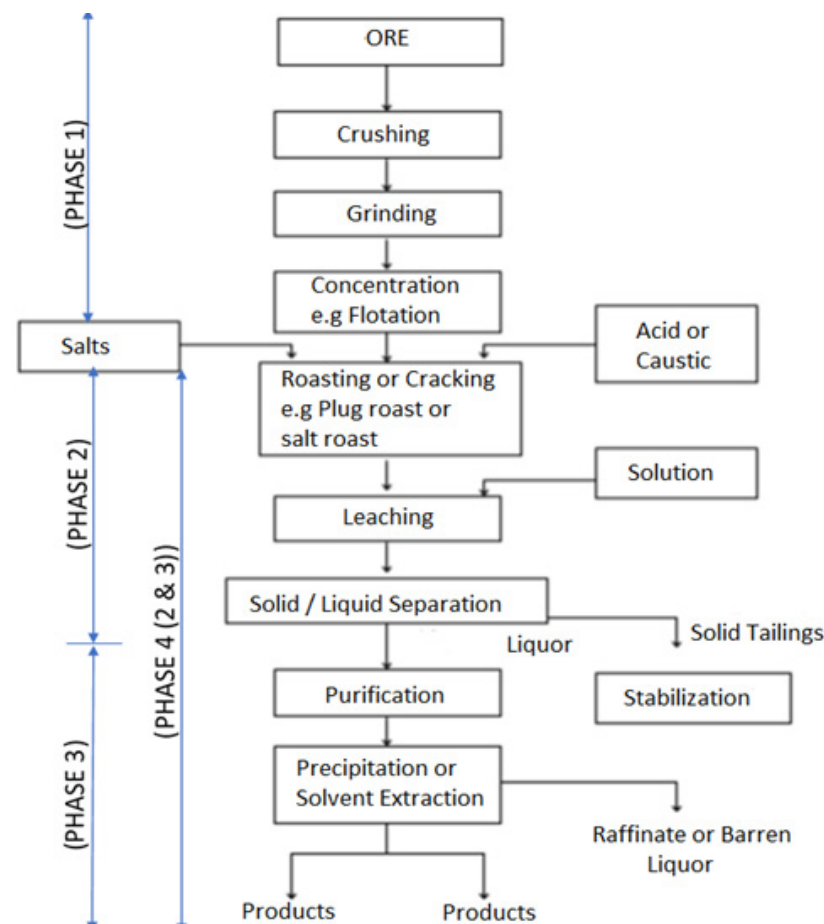 ORE
Crushing
(PHASE 1)
Grinding
Concentration
e.g Flotation
Salts
Acid or
Caustic
Roasting or Cracking
e.g Plug roast or
salt roast
(PHASE 2)
Solution
Leaching
(PHASE 4 (2 & 3))
Solid / Liquid Separation
Liquor
Solid Tailings
Purification
Stabilization
(PHASE 3)
Precipitation or
Solvent Extraction
Raffinate or Barren
Liquor
Products
Products